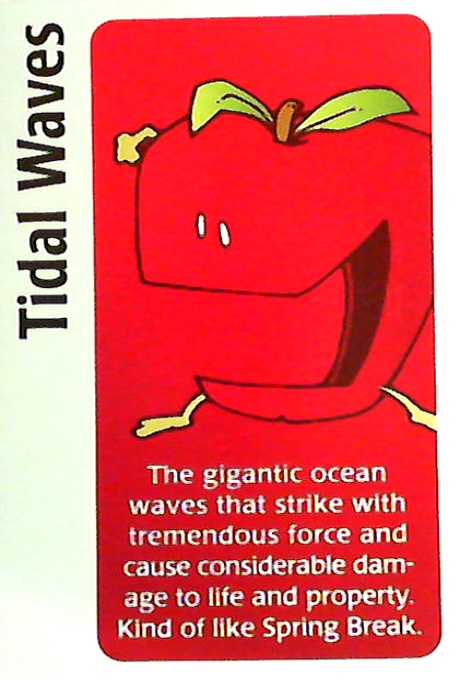 Tidal Waves
The gigantic ocean
waves that strike with
tremendous force and
cause considerable dam-
age to life and property.
Kind of like Spring Break.